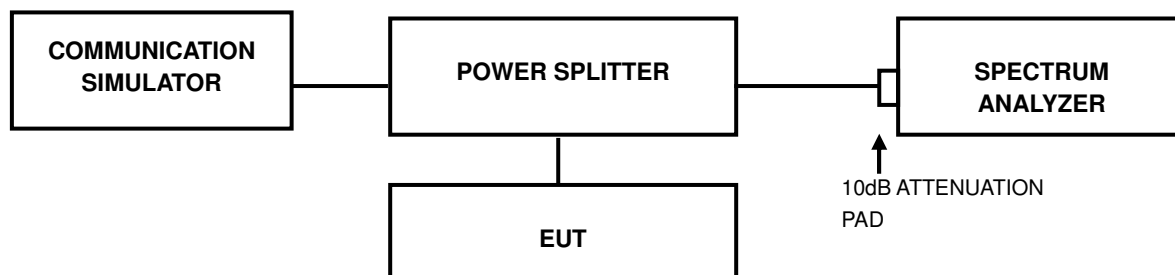 COMMUNICATION
SIMULATOR
POWER SPLITTER
SPECTRUM
ANALYZER
10dB ATTENUATION
PAD
EUT